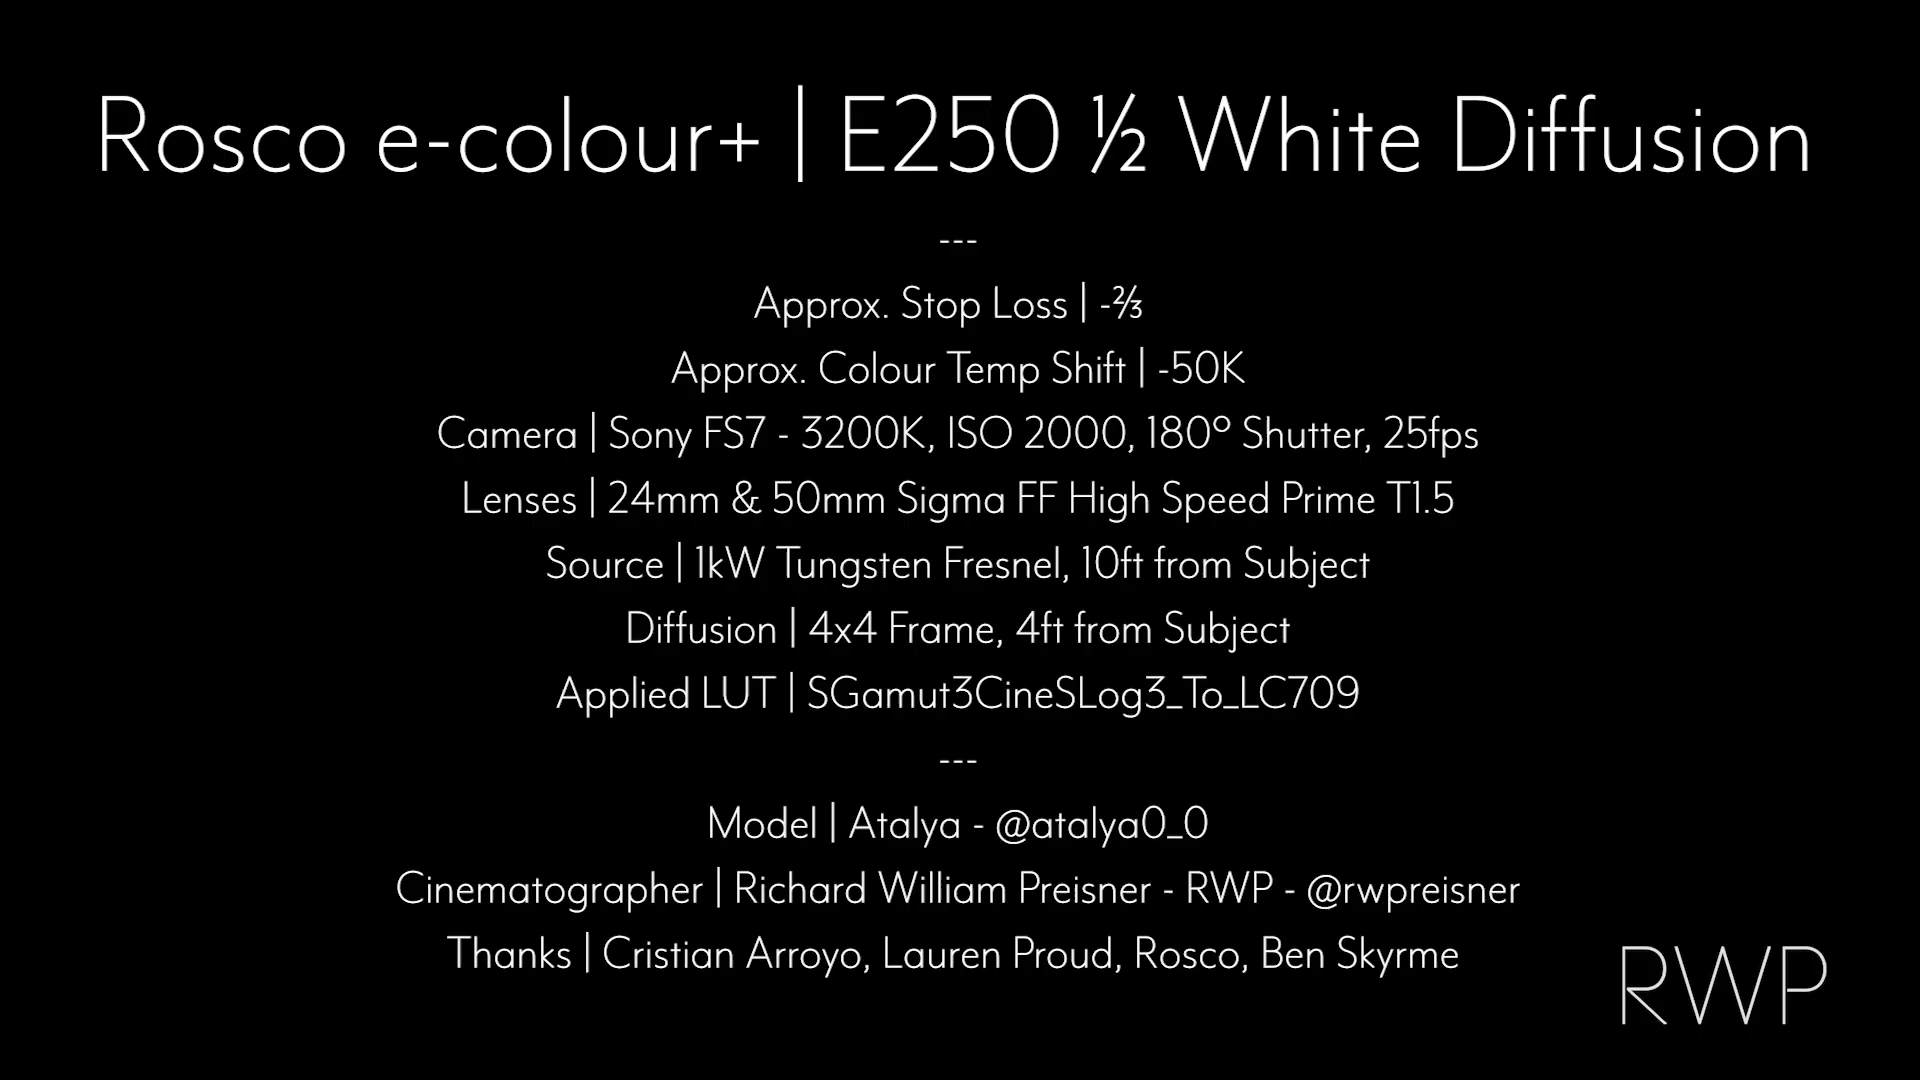 Rosco e-colour+ | E250 ½ White Diffusion
---
Approx. Stop Loss | -⅔
Approx. Colour Temp Shift | -50K
Camera | Sony FS7 - 3200K, ISO 2000, 180º Shutter, 25fps
Lenses | 24mm & 50mm Sigma FF High Speed Prime T1.5
Source | 1kW Tungsten Fresnel, 10ft from Subject
Diffusion | 4x4 Frame, 4ft from Subject
Applied LUT | SGamut3CineSLog3_To_LC709
---
Model | Atalya - @atalya0_0
Cinematographer | Richard William Preisner - RWP - @rwpreisner
Thanks | Cristian Arroyo, Lauren Proud, Rosco, Ben Skyrme
RWP